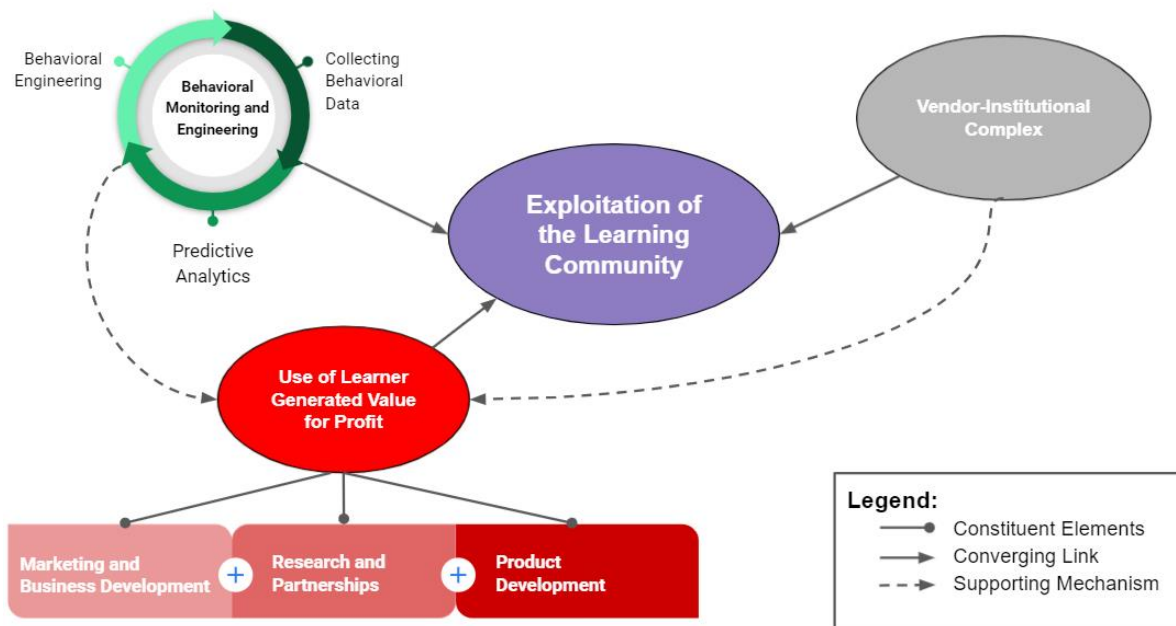 Behavioral
Engineering
Behavioral
Monitoring and
Engineering
Collecting
Behavioral
Data
Predictive
Analytics
Vendor-Institutional
Complex
Exploitation of
the Learning
Community
Use of Learner
Generated Value
for Profit
Marketing and
Business Development
+
Research and
Partnerships
+
Product
Development
Legend:
Constituent Elements
Converging Link
Supporting Mechanism